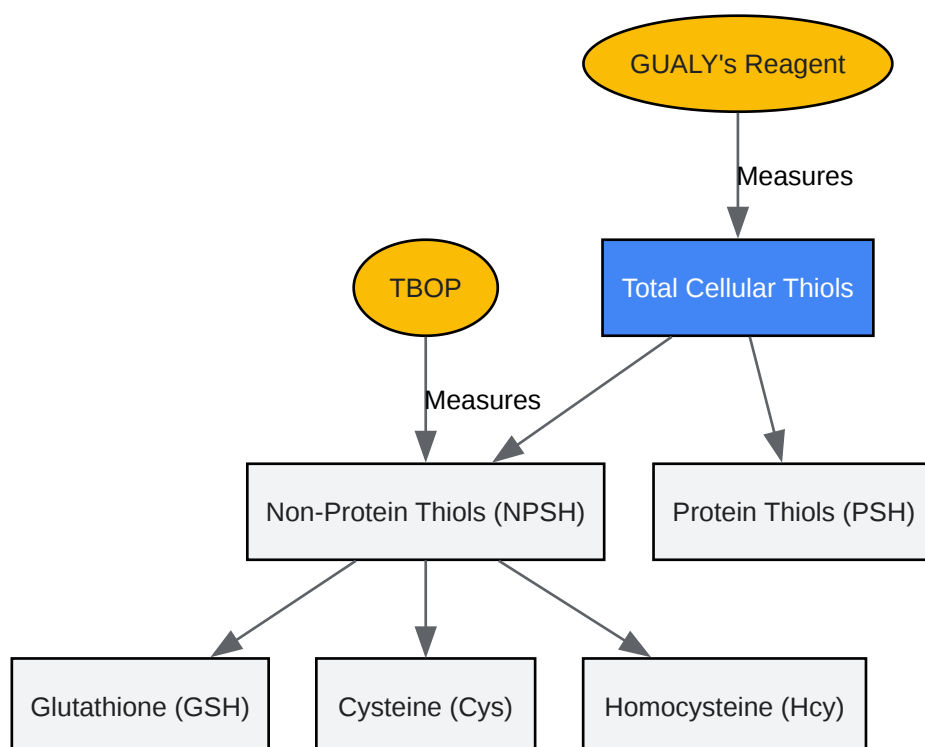 GUALY's Reagent
Measures
TBOP
Total Cellular Thiols
Measures
Non-Protein Thiols (NPSH)
Protein Thiols (PSH)
Glutathione (GSH)
Cysteine (Cys)
Homocysteine (Hcy)